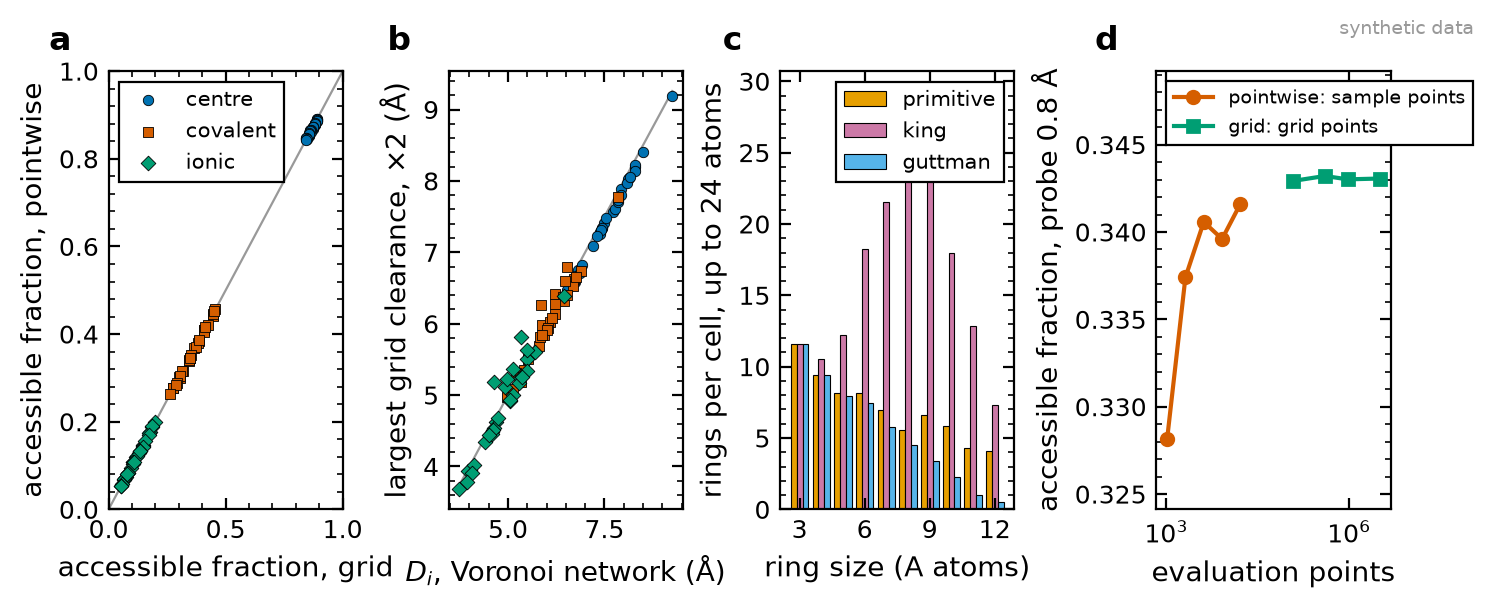 synthetic data
a
b
c
d
accessible fraction, pointwise
1.0
0.8
0.6
0.4
0.2
0.0
centre
covalent
ionic
0.0
0.5
1.0
accessible fraction, grid
largest grid clearance, ×2 (Å)
9
8
7
6
5
4
5.0
7.5
D_i, Voronoi network (Å)
rings per cell, up to 24 atoms
30
25
20
15
10
5
0
primitive
king
guttman
3
6
9
12
ring size (A atoms)
accessible fraction, probe 0.8 Å
0.345
0.340
0.335
0.330
0.325
pointwise: sample points
grid: grid points
10³
10⁶
evaluation points